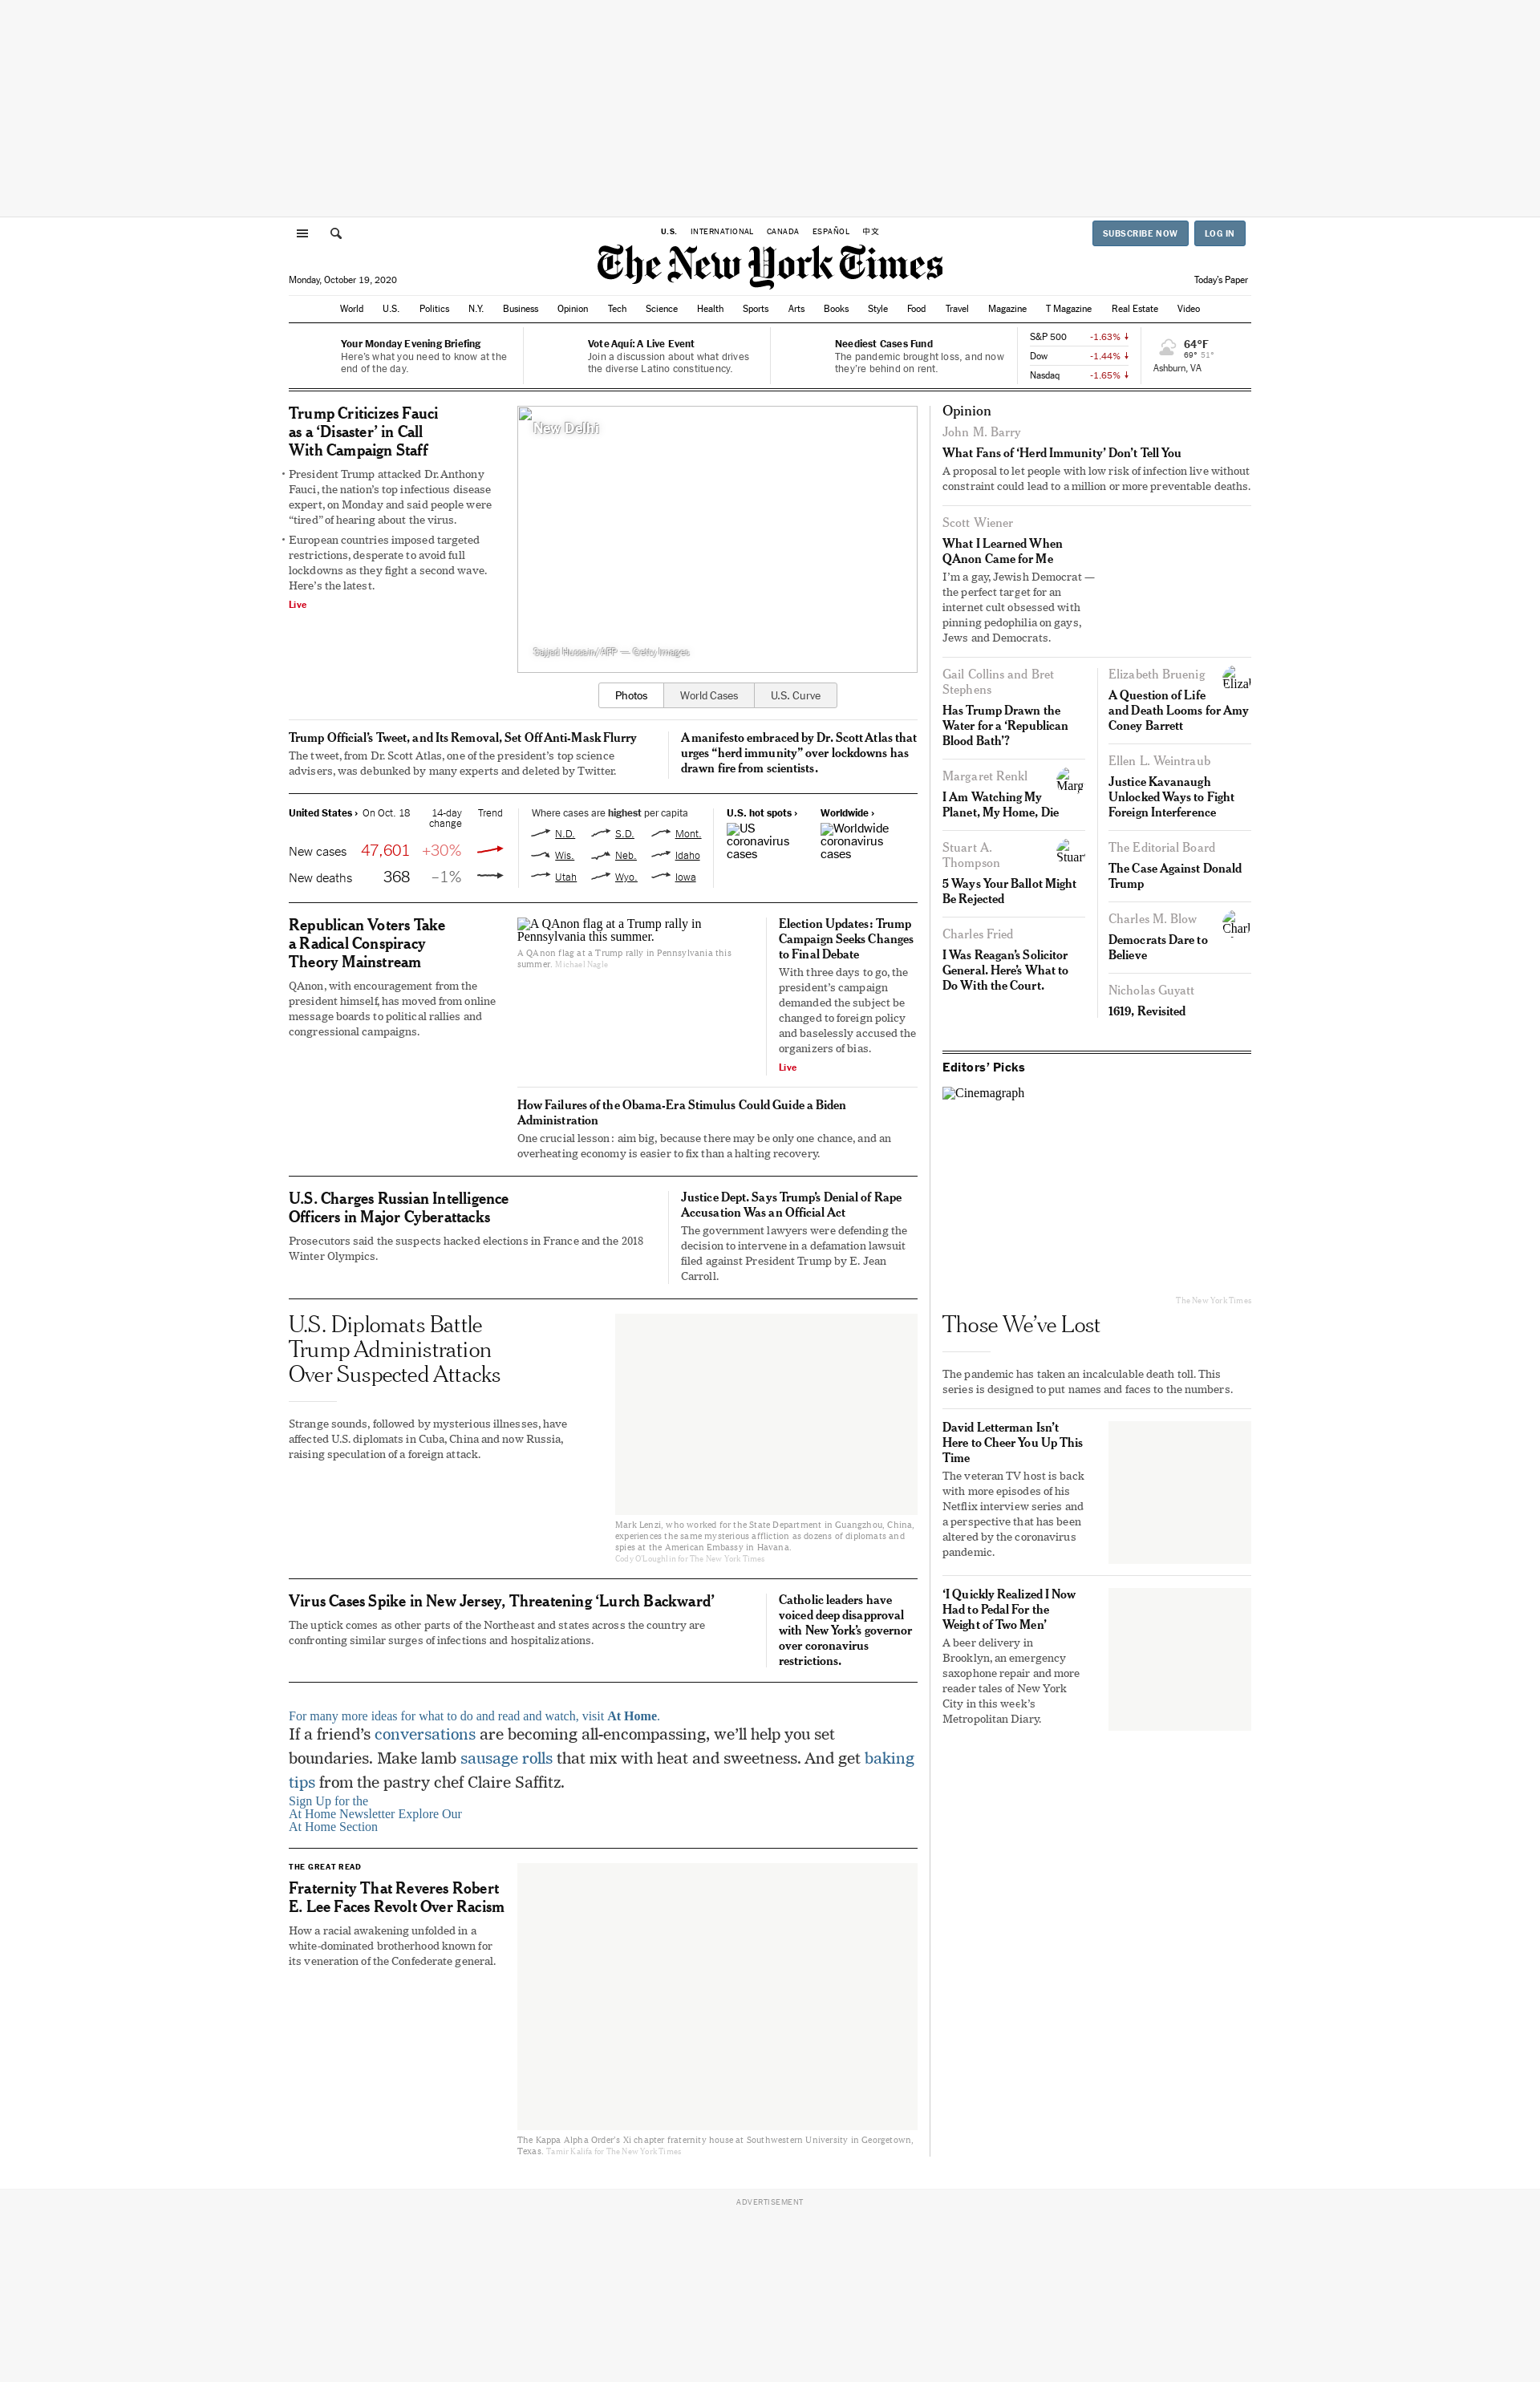 U.S. INTERNATIONAL CANADA ESPAÑOL 中文
SUBSCRIBE NOW LOG IN
The New York Times
Monday, October 19, 2020
Today's Paper
World U.S. Politics N.Y. Business Opinion Tech Science Health Sports Arts Books Style Food Travel Magazine T Magazine Real Estate Video
Your Monday Evening Briefing
Here's what you need to know at the
end of the day.
Vote Aquí: A Live Event
Join a discussion about what drives
the diverse Latino constituency.
Neediest Cases Fund
The pandemic brought loss, and now
they're behind on rent.
S&P 500 -1.63% ↓
Dow -1.44% ↓
Nasdaq -1.65% ↓
64°F
69° 51°
Ashburn, VA
Trump Criticizes Fauci
as a ‘Disaster’ in Call
With Campaign Staff
• President Trump attacked Dr. Anthony
Fauci, the nation’s top infectious disease
expert, on Monday and said people were
“tired” of hearing about the virus.
• European countries imposed targeted
restrictions, desperate to avoid full
lockdowns as they fight a second wave.
Here’s the latest.
Live
New Delhi
Sajjad Hussain/AFP — Getty Images
Photos World Cases U.S. Curve
Trump Official’s Tweet, and Its Removal, Set Off Anti-Mask Flurry
The tweet, from Dr. Scott Atlas, one of the president’s top science
advisers, was debunked by many experts and deleted by Twitter.
A manifesto embraced by Dr. Scott Atlas that
urges “herd immunity” over lockdowns has
drawn fire from scientists.
United States › On Oct. 18 14-day Trend
change
New cases 47,601 +30%
New deaths 368 –1%
Where cases are highest per capita
N.D. S.D. Mont.
Wis. Neb. Idaho
Utah Wyo. Iowa
U.S. hot spots ›
US
coronavirus
cases
Worldwide ›
Worldwide
coronavirus
cases
Republican Voters Take
a Radical Conspiracy
Theory Mainstream
QAnon, with encouragement from the
president himself, has moved from online
message boards to political rallies and
congressional campaigns.
A QAnon flag at a Trump rally in
Pennsylvania this summer.
A QAnon flag at a Trump rally in Pennsylvania this
summer. Michael Nagle
Election Updates: Trump
Campaign Seeks Changes
to Final Debate
With three days to go, the
president’s campaign
demanded the subject be
changed to foreign policy
and baselessly accused the
organizers of bias.
Live
How Failures of the Obama-Era Stimulus Could Guide a Biden
Administration
One crucial lesson: aim big, because there may be only one chance, and an
overheating economy is easier to fix than a halting recovery.
U.S. Charges Russian Intelligence
Officers in Major Cyberattacks
Prosecutors said the suspects hacked elections in France and the 2018
Winter Olympics.
Justice Dept. Says Trump’s Denial of Rape
Accusation Was an Official Act
The government lawyers were defending the
decision to intervene in a defamation lawsuit
filed against President Trump by E. Jean
Carroll.
U.S. Diplomats Battle
Trump Administration
Over Suspected Attacks
Strange sounds, followed by mysterious illnesses, have
affected U.S. diplomats in Cuba, China and now Russia,
raising speculation of a foreign attack.
Mark Lenzi, who worked for the State Department in Guangzhou, China,
experiences the same mysterious affliction as dozens of diplomats and
spies at the American Embassy in Havana.
Cody O’Loughlin for The New York Times
Virus Cases Spike in New Jersey, Threatening ‘Lurch Backward’
The uptick comes as other parts of the Northeast and states across the country are
confronting similar surges of infections and hospitalizations.
Catholic leaders have
voiced deep disapproval
with New York’s governor
over coronavirus
restrictions.
For many more ideas for what to do and read and watch, visit At Home.
If a friend’s conversations are becoming all-encompassing, we’ll help you set
boundaries. Make lamb sausage rolls that mix with heat and sweetness. And get baking
tips from the pastry chef Claire Saffitz.
Sign Up for the
At Home Newsletter Explore Our
At Home Section
THE GREAT READ
Fraternity That Reveres Robert
E. Lee Faces Revolt Over Racism
How a racial awakening unfolded in a
white-dominated brotherhood known for
its veneration of the Confederate general.
The Kappa Alpha Order’s Xi chapter fraternity house at Southwestern University in Georgetown,
Texas. Tamir Kalifa for The New York Times
Opinion
John M. Barry
What Fans of ‘Herd Immunity’ Don’t Tell You
A proposal to let people with low risk of infection live without
constraint could lead to a million or more preventable deaths.
Scott Wiener
What I Learned When
QAnon Came for Me
I’m a gay, Jewish Democrat —
the perfect target for an
internet cult obsessed with
pinning pedophilia on gays,
Jews and Democrats.
Gail Collins and Bret
Stephens
Has Trump Drawn the
Water for a ‘Republican
Blood Bath’?
Margaret Renkl
I Am Watching My
Planet, My Home, Die
Stuart A.
Thompson
5 Ways Your Ballot Might
Be Rejected
Charles Fried
I Was Reagan’s Solicitor
General. Here’s What to
Do With the Court.
Elizabeth Bruenig
A Question of Life
and Death Looms for Amy
Coney Barrett
Ellen L. Weintraub
Justice Kavanaugh
Unlocked Ways to Fight
Foreign Interference
The Editorial Board
The Case Against Donald
Trump
Charles M. Blow
Democrats Dare to
Believe
Nicholas Guyatt
1619, Revisited
Editors’ Picks
Cinemagraph
The New York Times
Those We’ve Lost
The pandemic has taken an incalculable death toll. This
series is designed to put names and faces to the numbers.
David Letterman Isn’t
Here to Cheer You Up This
Time
The veteran TV host is back
with more episodes of his
Netflix interview series and
a perspective that has been
altered by the coronavirus
pandemic.
‘I Quickly Realized I Now
Had to Pedal For the
Weight of Two Men’
A beer delivery in
Brooklyn, an emergency
saxophone repair and more
reader tales of New York
City in this week’s
Metropolitan Diary.
ADVERTISEMENT